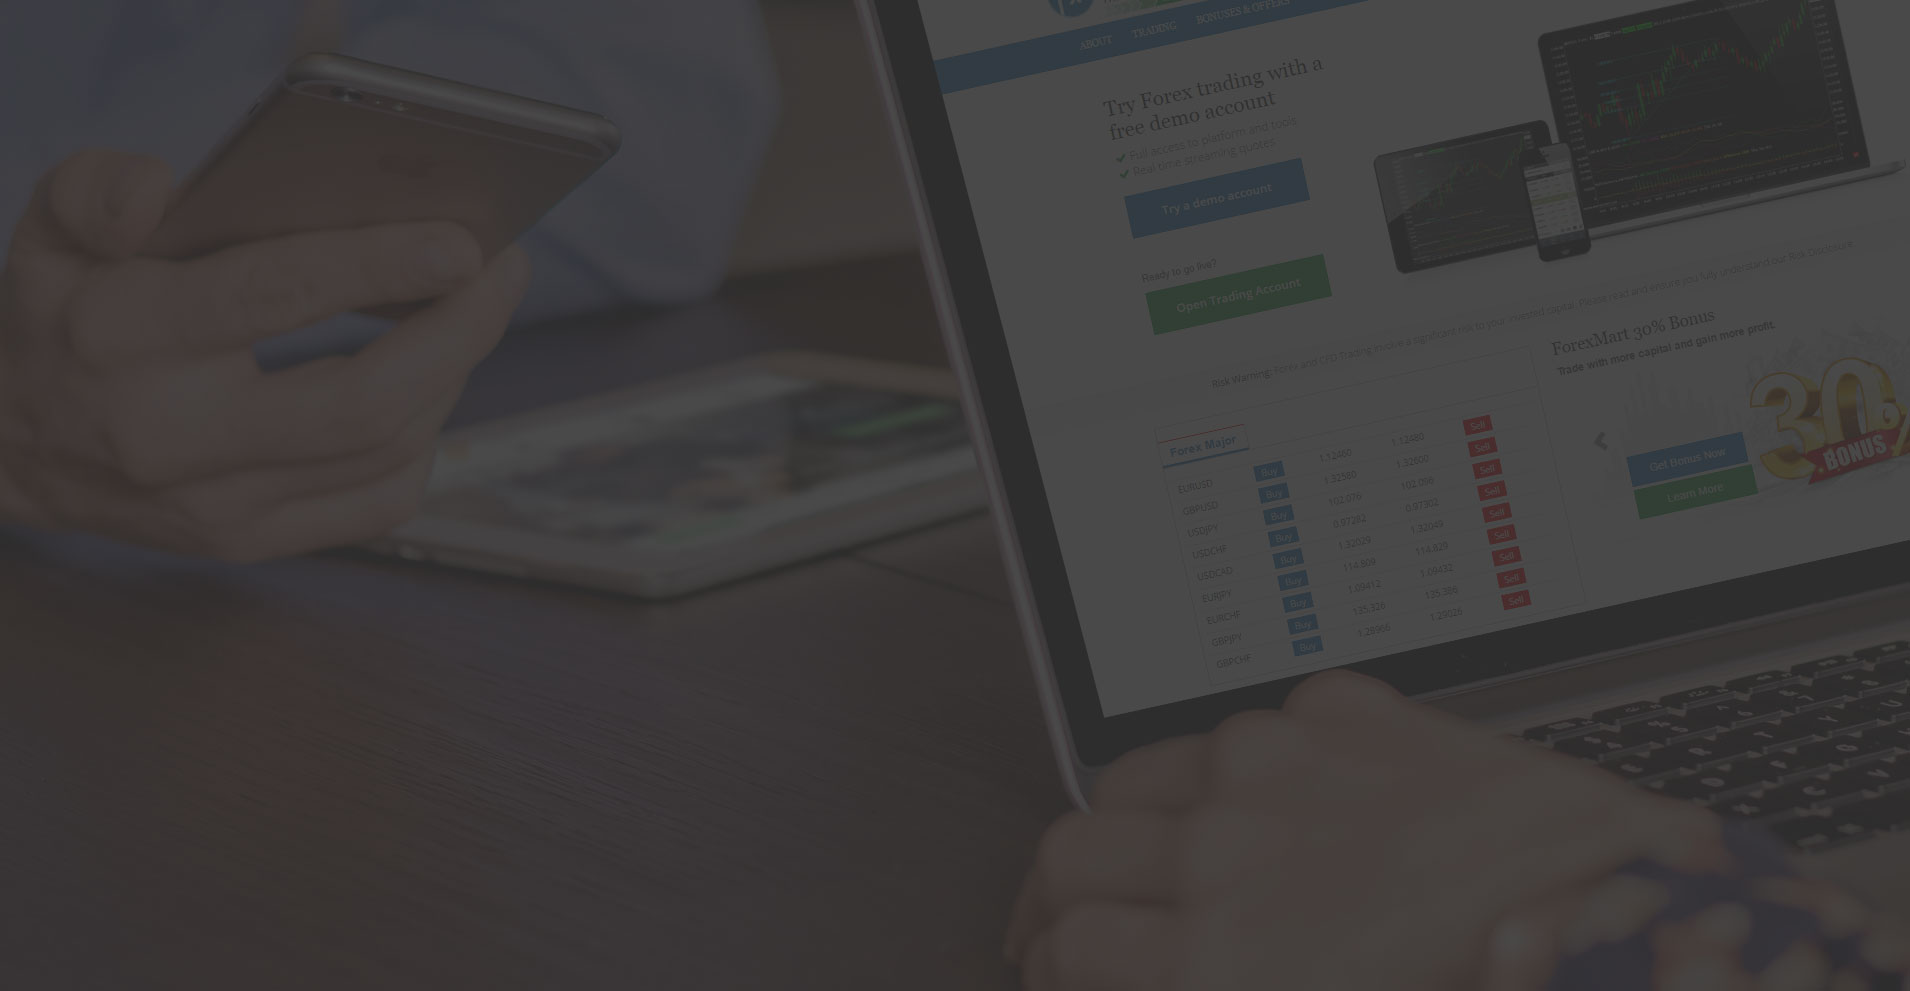 ABOUT TRADING BONUSES & OFFERS
Try Forex trading with a
free demo account
✓ Full access to platform and tools
✓ Real time streaming quotes
Try a demo account
Ready to go live?
Open Trading Account
Risk Warning: Forex and CFD Trading involve a significant risk to your invested capital. Please read and ensure you fully understand our Risk Disclosure
ForexMart 30% Bonus
Trade with more capital and gain more profit.
30%
BONUS
Get Bonus Now
Learn More
Forex Major
EURUSD Buy 1.12460 1.12480 Sell
GBPUSD Buy 1.32580 1.32600 Sell
USDJPY Buy 102.076 102.096 Sell
USDCHF Buy 0.97282 0.97302 Sell
USDCAD Buy 1.32029 1.32049 Sell
EURJPY Buy 114.809 114.829 Sell
EURCHF Buy 1.09412 1.09432 Sell
GBPJPY Buy 135.326 135.386 Sell
GBPCHF Buy 1.28966 1.29026 Sell